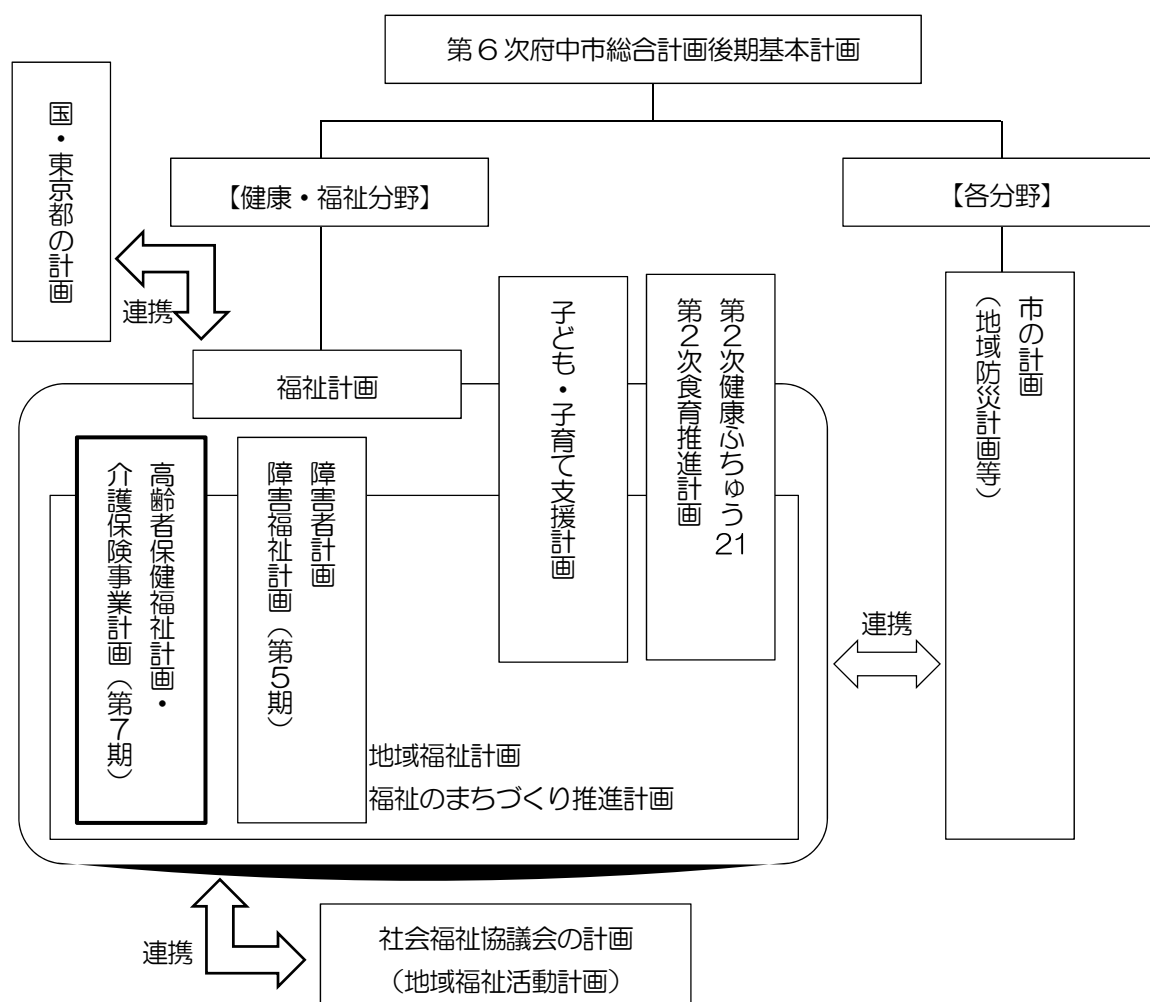 第6次府中市総合計画後期基本計画
国・東京都の計画
【健康・福祉分野】
【各分野】
連携
福祉計画
子ども・子育て支援計画
第2次健康ふちゅう21
第2次食育推進計画
市の計画
（地域防災計画等）
高齢者保健福祉計画・
介護保険事業計画（第7期）
障害者計画
障害福祉計画（第5期）
連携
地域福祉計画
福祉のまちづくり推進計画
連携
社会福祉協議会の計画
（地域福祉活動計画）